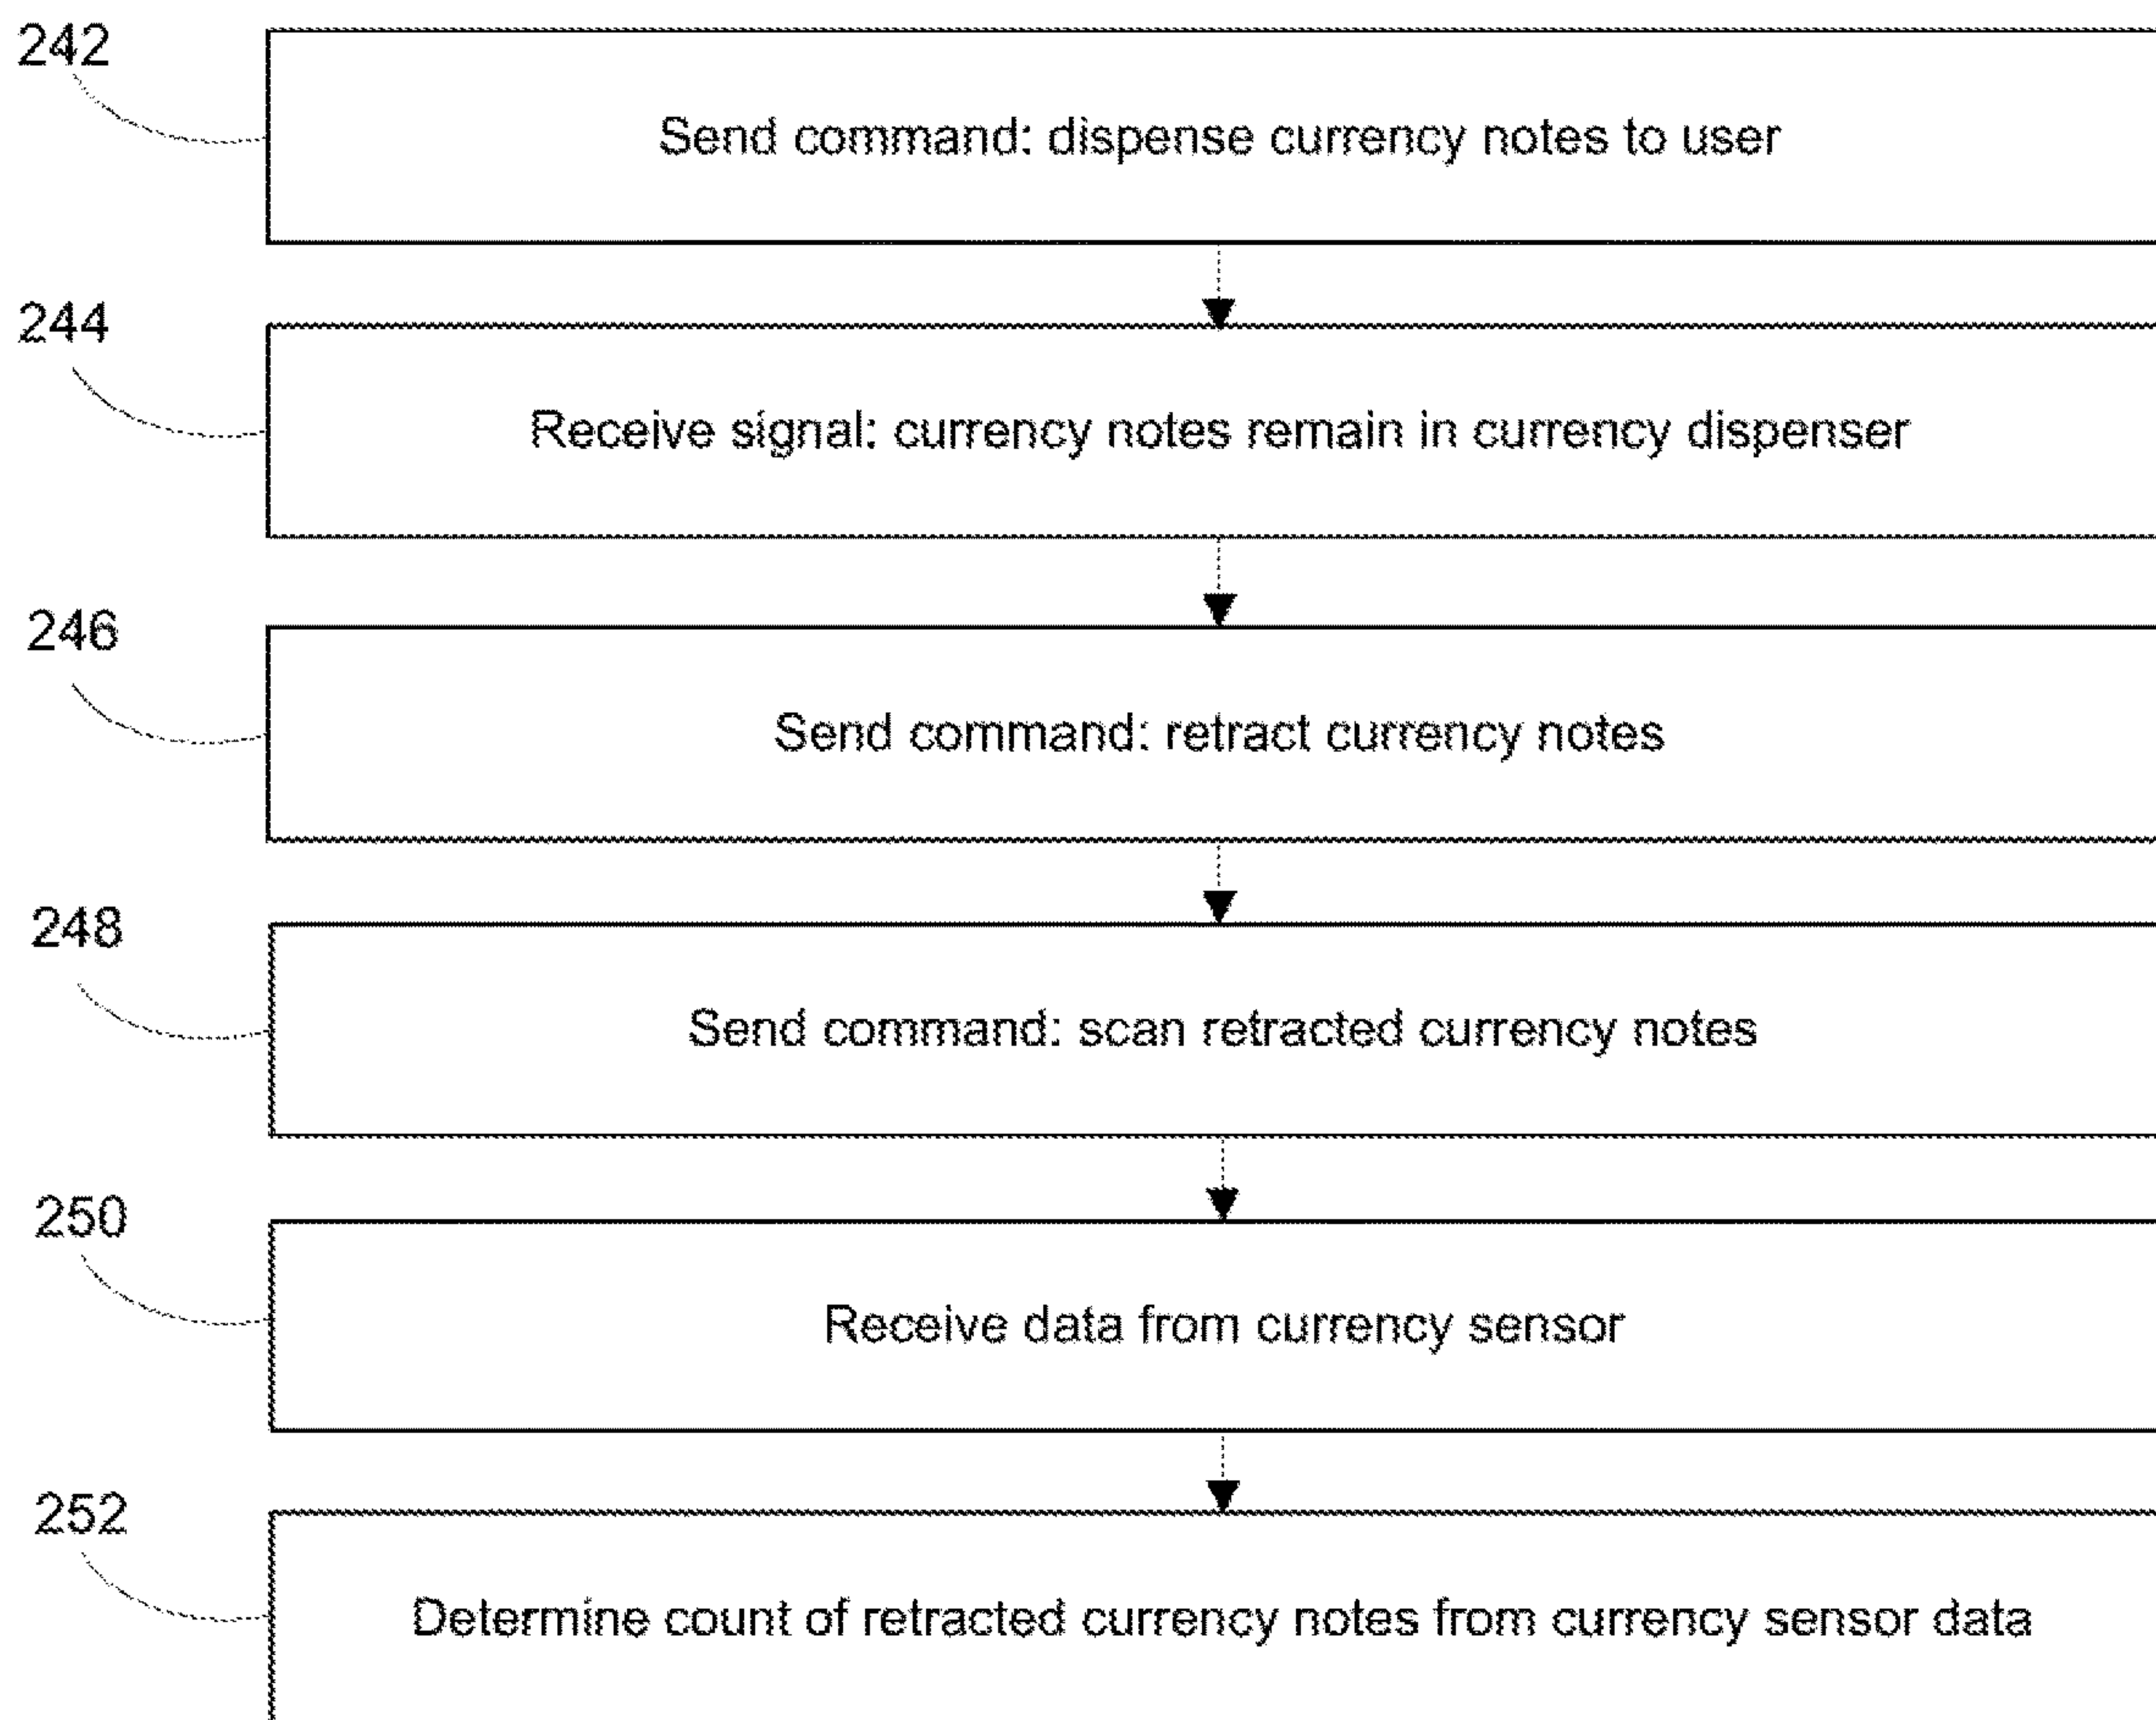 242
Send command: dispense currency notes to user
244
Receive signal: currency notes remain in currency dispenser
246
Send command: retract currency notes
248
Send command: scan retracted currency notes
250
Receive data from currency sensor
252
Determine count of retracted currency notes from currency sensor data